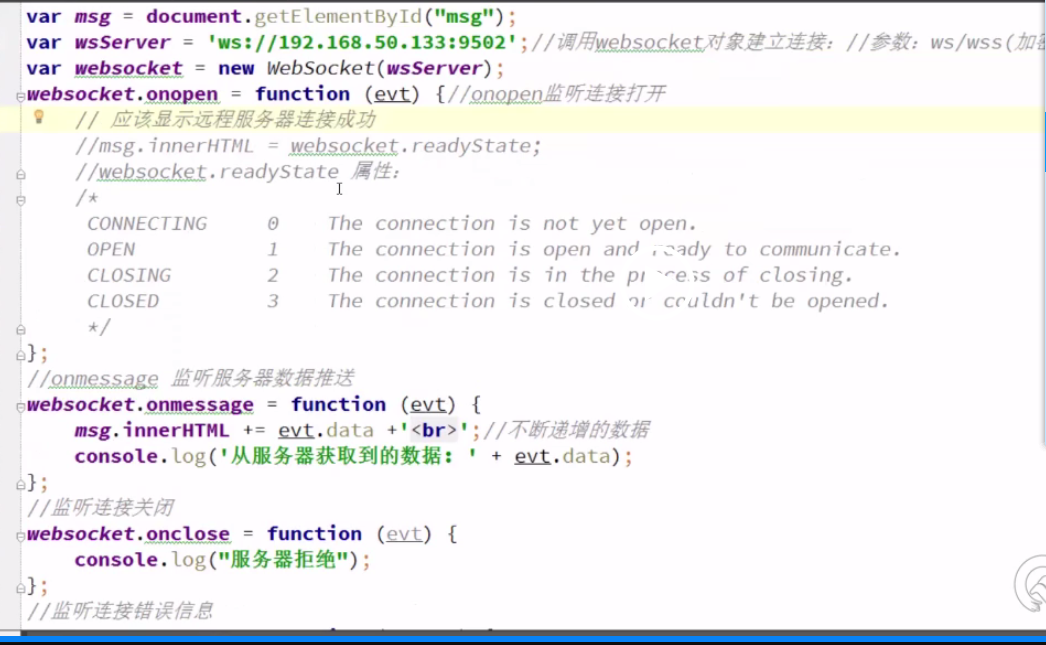 var msg = document.getElementById("msg");
var wsServer = 'ws://192.168.50.133:9502';//调用websocket对象建立连接: //参数: ws/wss(加密
var websocket = new WebSocket(wsServer);
websocket.onopen = function (evt) {//onopen监听连接打开
// 应该显示远程服务器连接成功
//msg.innerHTML = websocket.readyState;
//websocket.readyState 属性:
/*
CONNECTING 0 The connection is not yet open.
OPEN 1 The connection is open and ready to communicate.
CLOSING 2 The connection is in the process of closing.
CLOSED 3 The connection is closed or couldn't be opened.
*/
};
//onmessage 监听服务器数据推送
websocket.onmessage = function (evt) {
msg.innerHTML += evt.data +'<br>';//不断递增的数据
console.log('从服务器获取到的数据: ' + evt.data);
};
//监听连接关闭
websocket.onclose = function (evt) {
console.log("服务器拒绝");
};
//监听连接错误信息